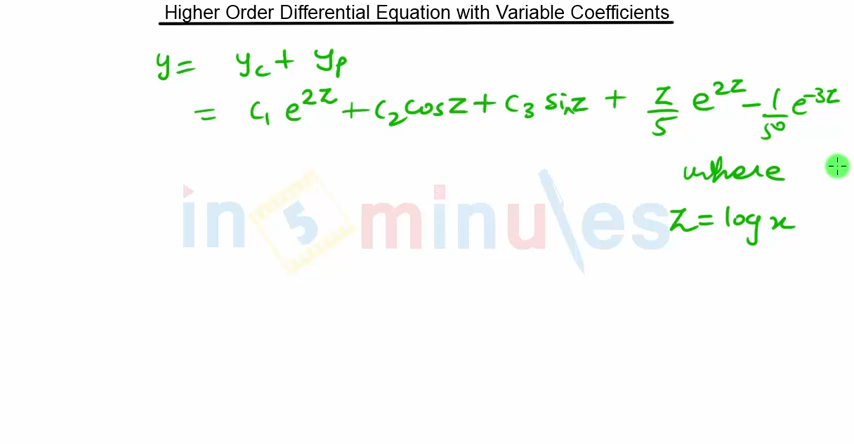 Higher Order Differential Equation with Variable Coefficients
y = y_c + y_p
= c_1 e^{2z} + c_2 cos z + c_3 sin z + z/5 e^{2z} - 1/50 e^{-3z}
where
z = log x
in 5 minutes